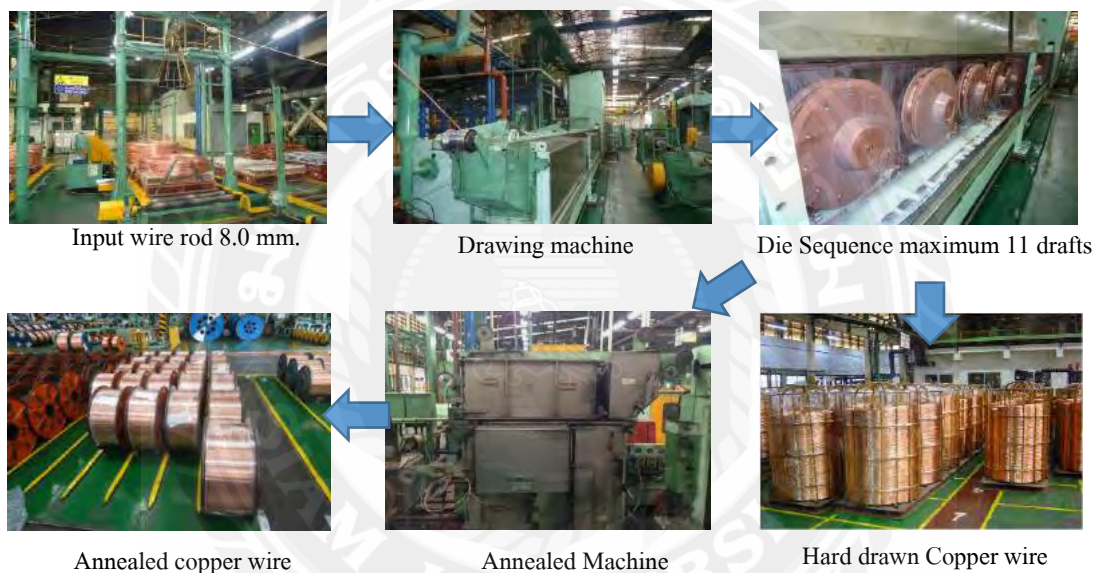 Input wire rod 8.0 mm.
Drawing machine
Die Sequence maximum 11 drafts
Annealed copper wire
Annealed Machine
Hard drawn Copper wire